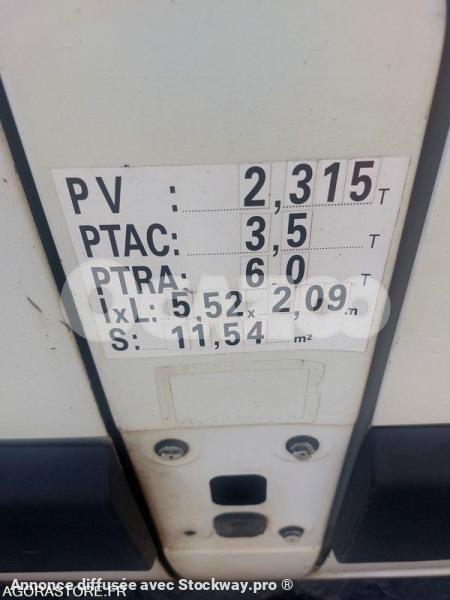 PV : 2,315 T
PTAC: 3,5 T
PTRA: 6 0 T
lxL: 5,52 x 2,09 m
S: 11,54 m²
Annonce diffusée avec Stockway.pro ®
AGORASTORE.FR